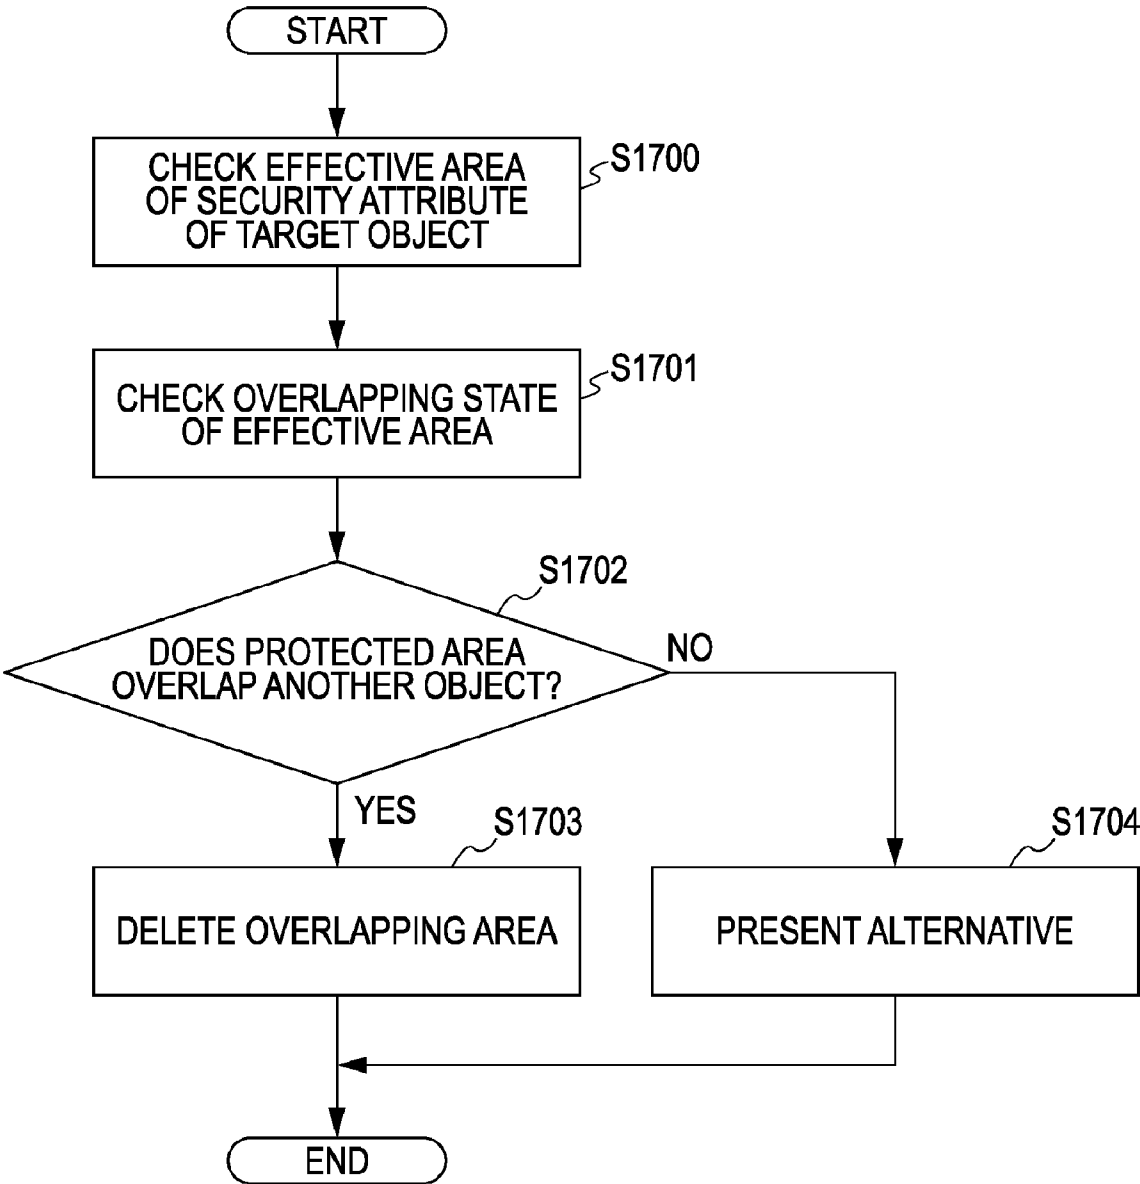 START
CHECK EFFECTIVE AREA
OF SECURITY ATTRIBUTE
OF TARGET OBJECT
S1700
CHECK OVERLAPPING STATE
OF EFFECTIVE AREA
S1701
S1702
DOES PROTECTED AREA
OVERLAP ANOTHER OBJECT?
NO
YES
S1703
S1704
DELETE OVERLAPPING AREA
PRESENT ALTERNATIVE
END